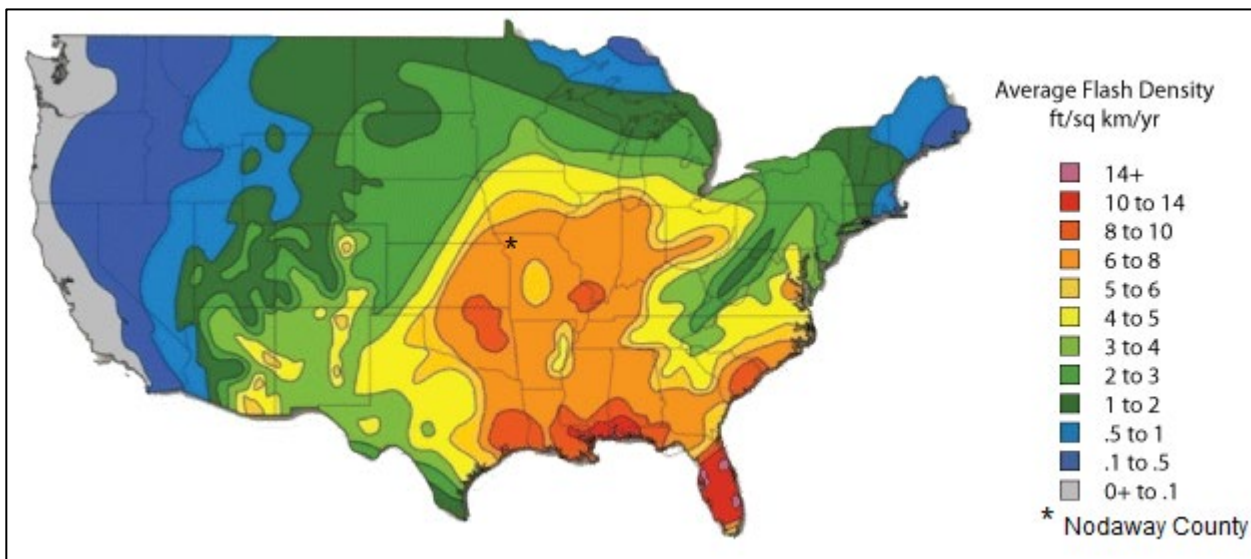 Average Flash Density
ft/sq km/yr
14+
10 to 14
8 to 10
6 to 8
5 to 6
4 to 5
3 to 4
2 to 3
1 to 2
.5 to 1
.1 to .5
0+ to .1
* Nodaway County
*